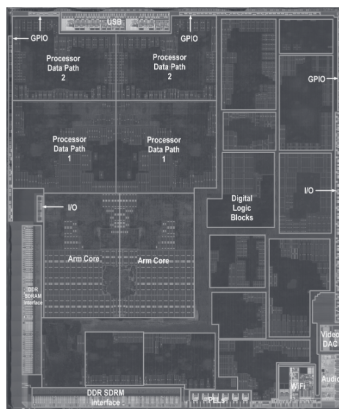 USB
GPIO
GPIO
Processor
Data Path
2
Processor
Data Path
2
GPIO
Processor
Data Path
1
Processor
Data Path
1
I/O
Digital
Logic
Blocks
I/O
Arm Core
Arm Core
DDR
SDRAM
Interface
Video
DAC
WiFi
Audio
DDR SDRM
Interface
PLL